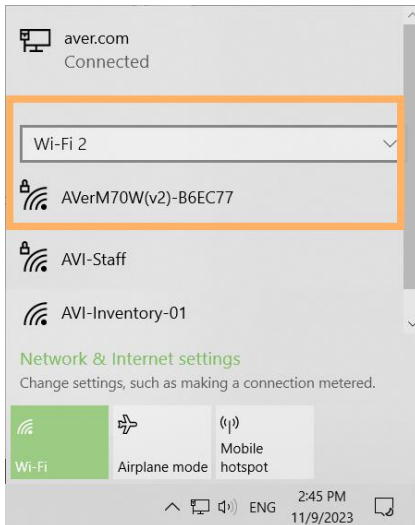 aver.com
Connected
Wi-Fi 2
AVerM70W(v2)-B6EC77
AVI-Staff
AVI-Inventory-01
Network & Internet settings
Change settings, such as making a connection metered.
Wi-Fi
Airplane mode
Mobile
hotspot
ENG
2:45 PM
11/9/2023